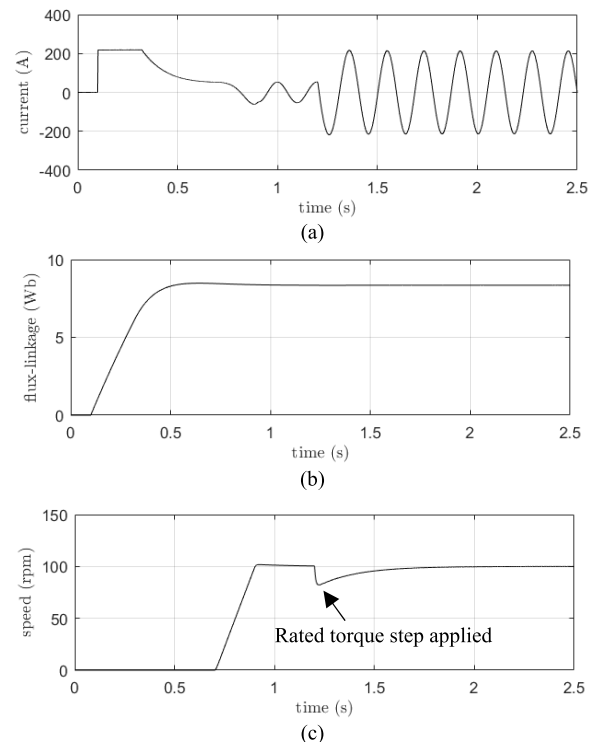 400
200
0
-200
-400
current (A)
0 0.5 1 1.5 2 2.5
time (s)
(a)
10
5
0
flux-linkage (Wb)
0 0.5 1 1.5 2 2.5
time (s)
(b)
150
100
50
0
speed (rpm)
Rated torque step applied
0 0.5 1 1.5 2 2.5
time (s)
(c)